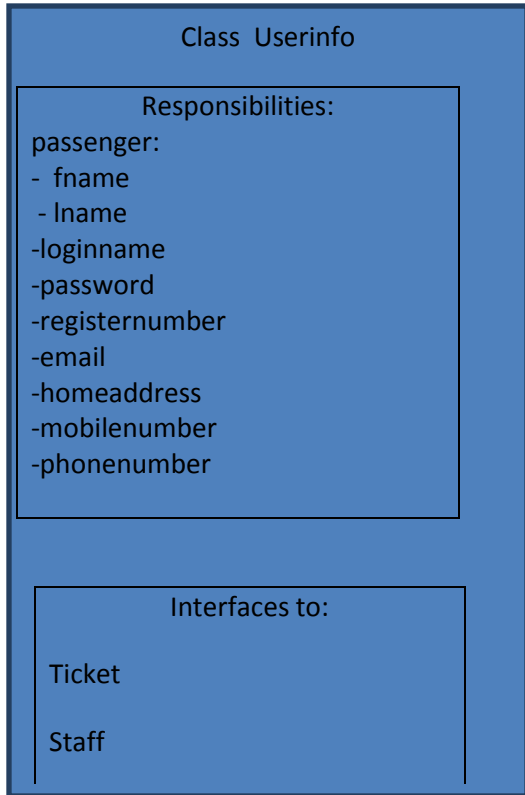 Class  Userinfo
Responsibilities:
passenger:
-  fname
- lname
-loginname
-password
-registernumber
-email
-homeaddress
-mobilenumber
-phonenumber
Interfaces to:
Ticket
Staff